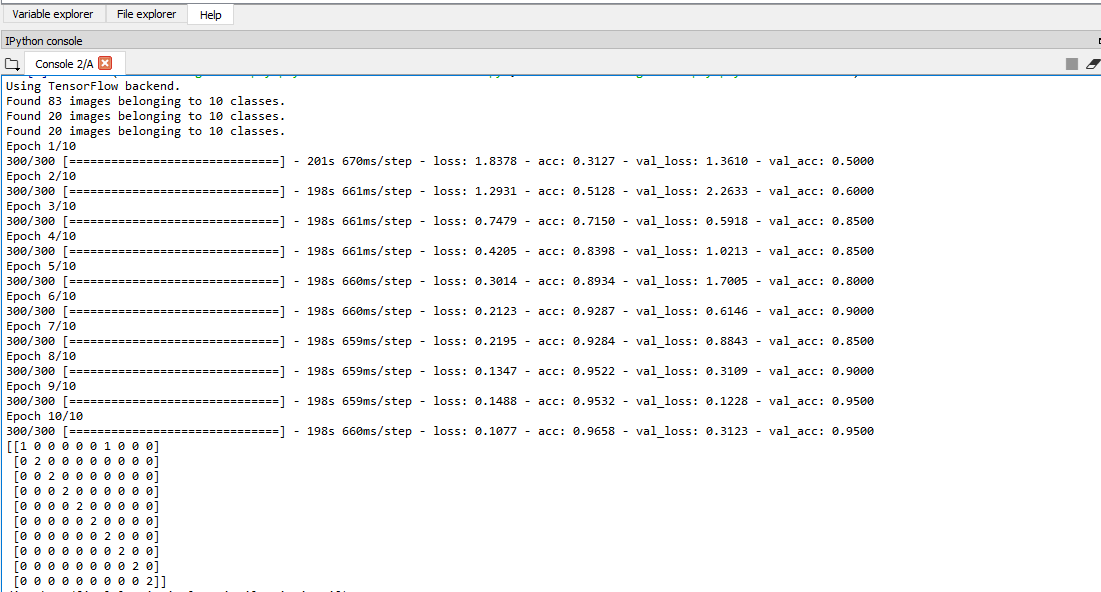 Variable explorer File explorer Help
IPython console
Console 2/A
Using TensorFlow backend.
Found 83 images belonging to 10 classes.
Found 20 images belonging to 10 classes.
Found 20 images belonging to 10 classes.
Epoch 1/10
300/300 [==============================] - 201s 670ms/step - loss: 1.8378 - acc: 0.3127 - val_loss: 1.3610 - val_acc: 0.5000
Epoch 2/10
300/300 [==============================] - 198s 661ms/step - loss: 1.2931 - acc: 0.5128 - val_loss: 2.2633 - val_acc: 0.6000
Epoch 3/10
300/300 [==============================] - 198s 661ms/step - loss: 0.7479 - acc: 0.7150 - val_loss: 0.5918 - val_acc: 0.8500
Epoch 4/10
300/300 [==============================] - 198s 661ms/step - loss: 0.4205 - acc: 0.8398 - val_loss: 1.0213 - val_acc: 0.8500
Epoch 5/10
300/300 [==============================] - 198s 660ms/step - loss: 0.3014 - acc: 0.8934 - val_loss: 1.7005 - val_acc: 0.8000
Epoch 6/10
300/300 [==============================] - 198s 660ms/step - loss: 0.2123 - acc: 0.9287 - val_loss: 0.6146 - val_acc: 0.9000
Epoch 7/10
300/300 [==============================] - 198s 659ms/step - loss: 0.2195 - acc: 0.9284 - val_loss: 0.8843 - val_acc: 0.8500
Epoch 8/10
300/300 [==============================] - 198s 659ms/step - loss: 0.1347 - acc: 0.9522 - val_loss: 0.3109 - val_acc: 0.9000
Epoch 9/10
300/300 [==============================] - 198s 659ms/step - loss: 0.1488 - acc: 0.9532 - val_loss: 0.1228 - val_acc: 0.9500
Epoch 10/10
300/300 [==============================] - 198s 660ms/step - loss: 0.1077 - acc: 0.9658 - val_loss: 0.3123 - val_acc: 0.9500
[[1 0 0 0 0 0 1 0 0 0]
[0 2 0 0 0 0 0 0 0 0]
[0 0 2 0 0 0 0 0 0 0]
[0 0 0 2 0 0 0 0 0 0]
[0 0 0 0 2 0 0 0 0 0]
[0 0 0 0 0 2 0 0 0 0]
[0 0 0 0 0 0 2 0 0 0]
[0 0 0 0 0 0 0 2 0 0]
[0 0 0 0 0 0 0 0 2 0]
[0 0 0 0 0 0 0 0 0 2]]